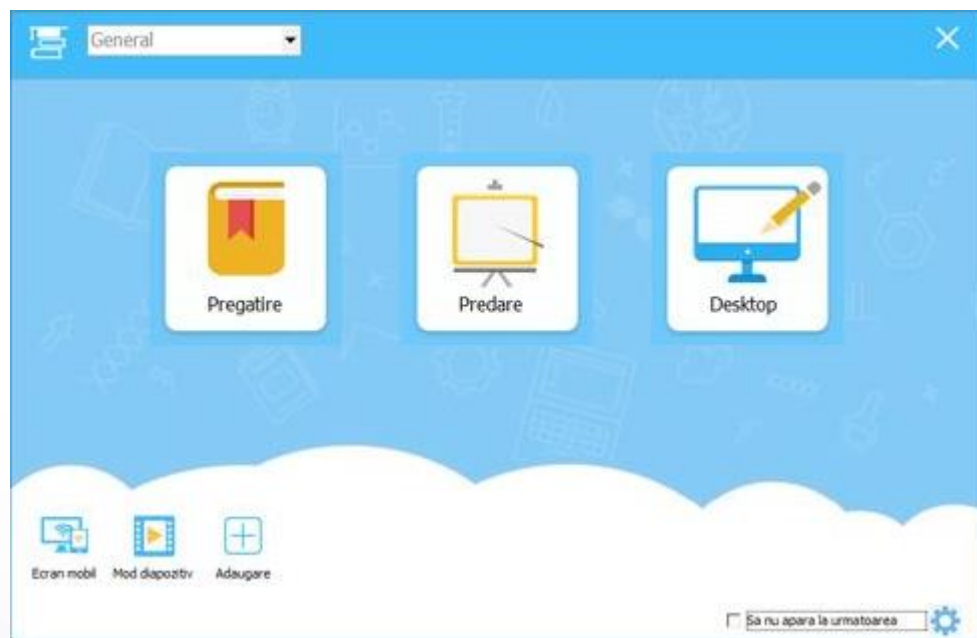 General
Pregatire
Predare
Desktop
Ecran mobil
Mod diapozitiv
Adaugare
Sa nu apara la urmatoarea